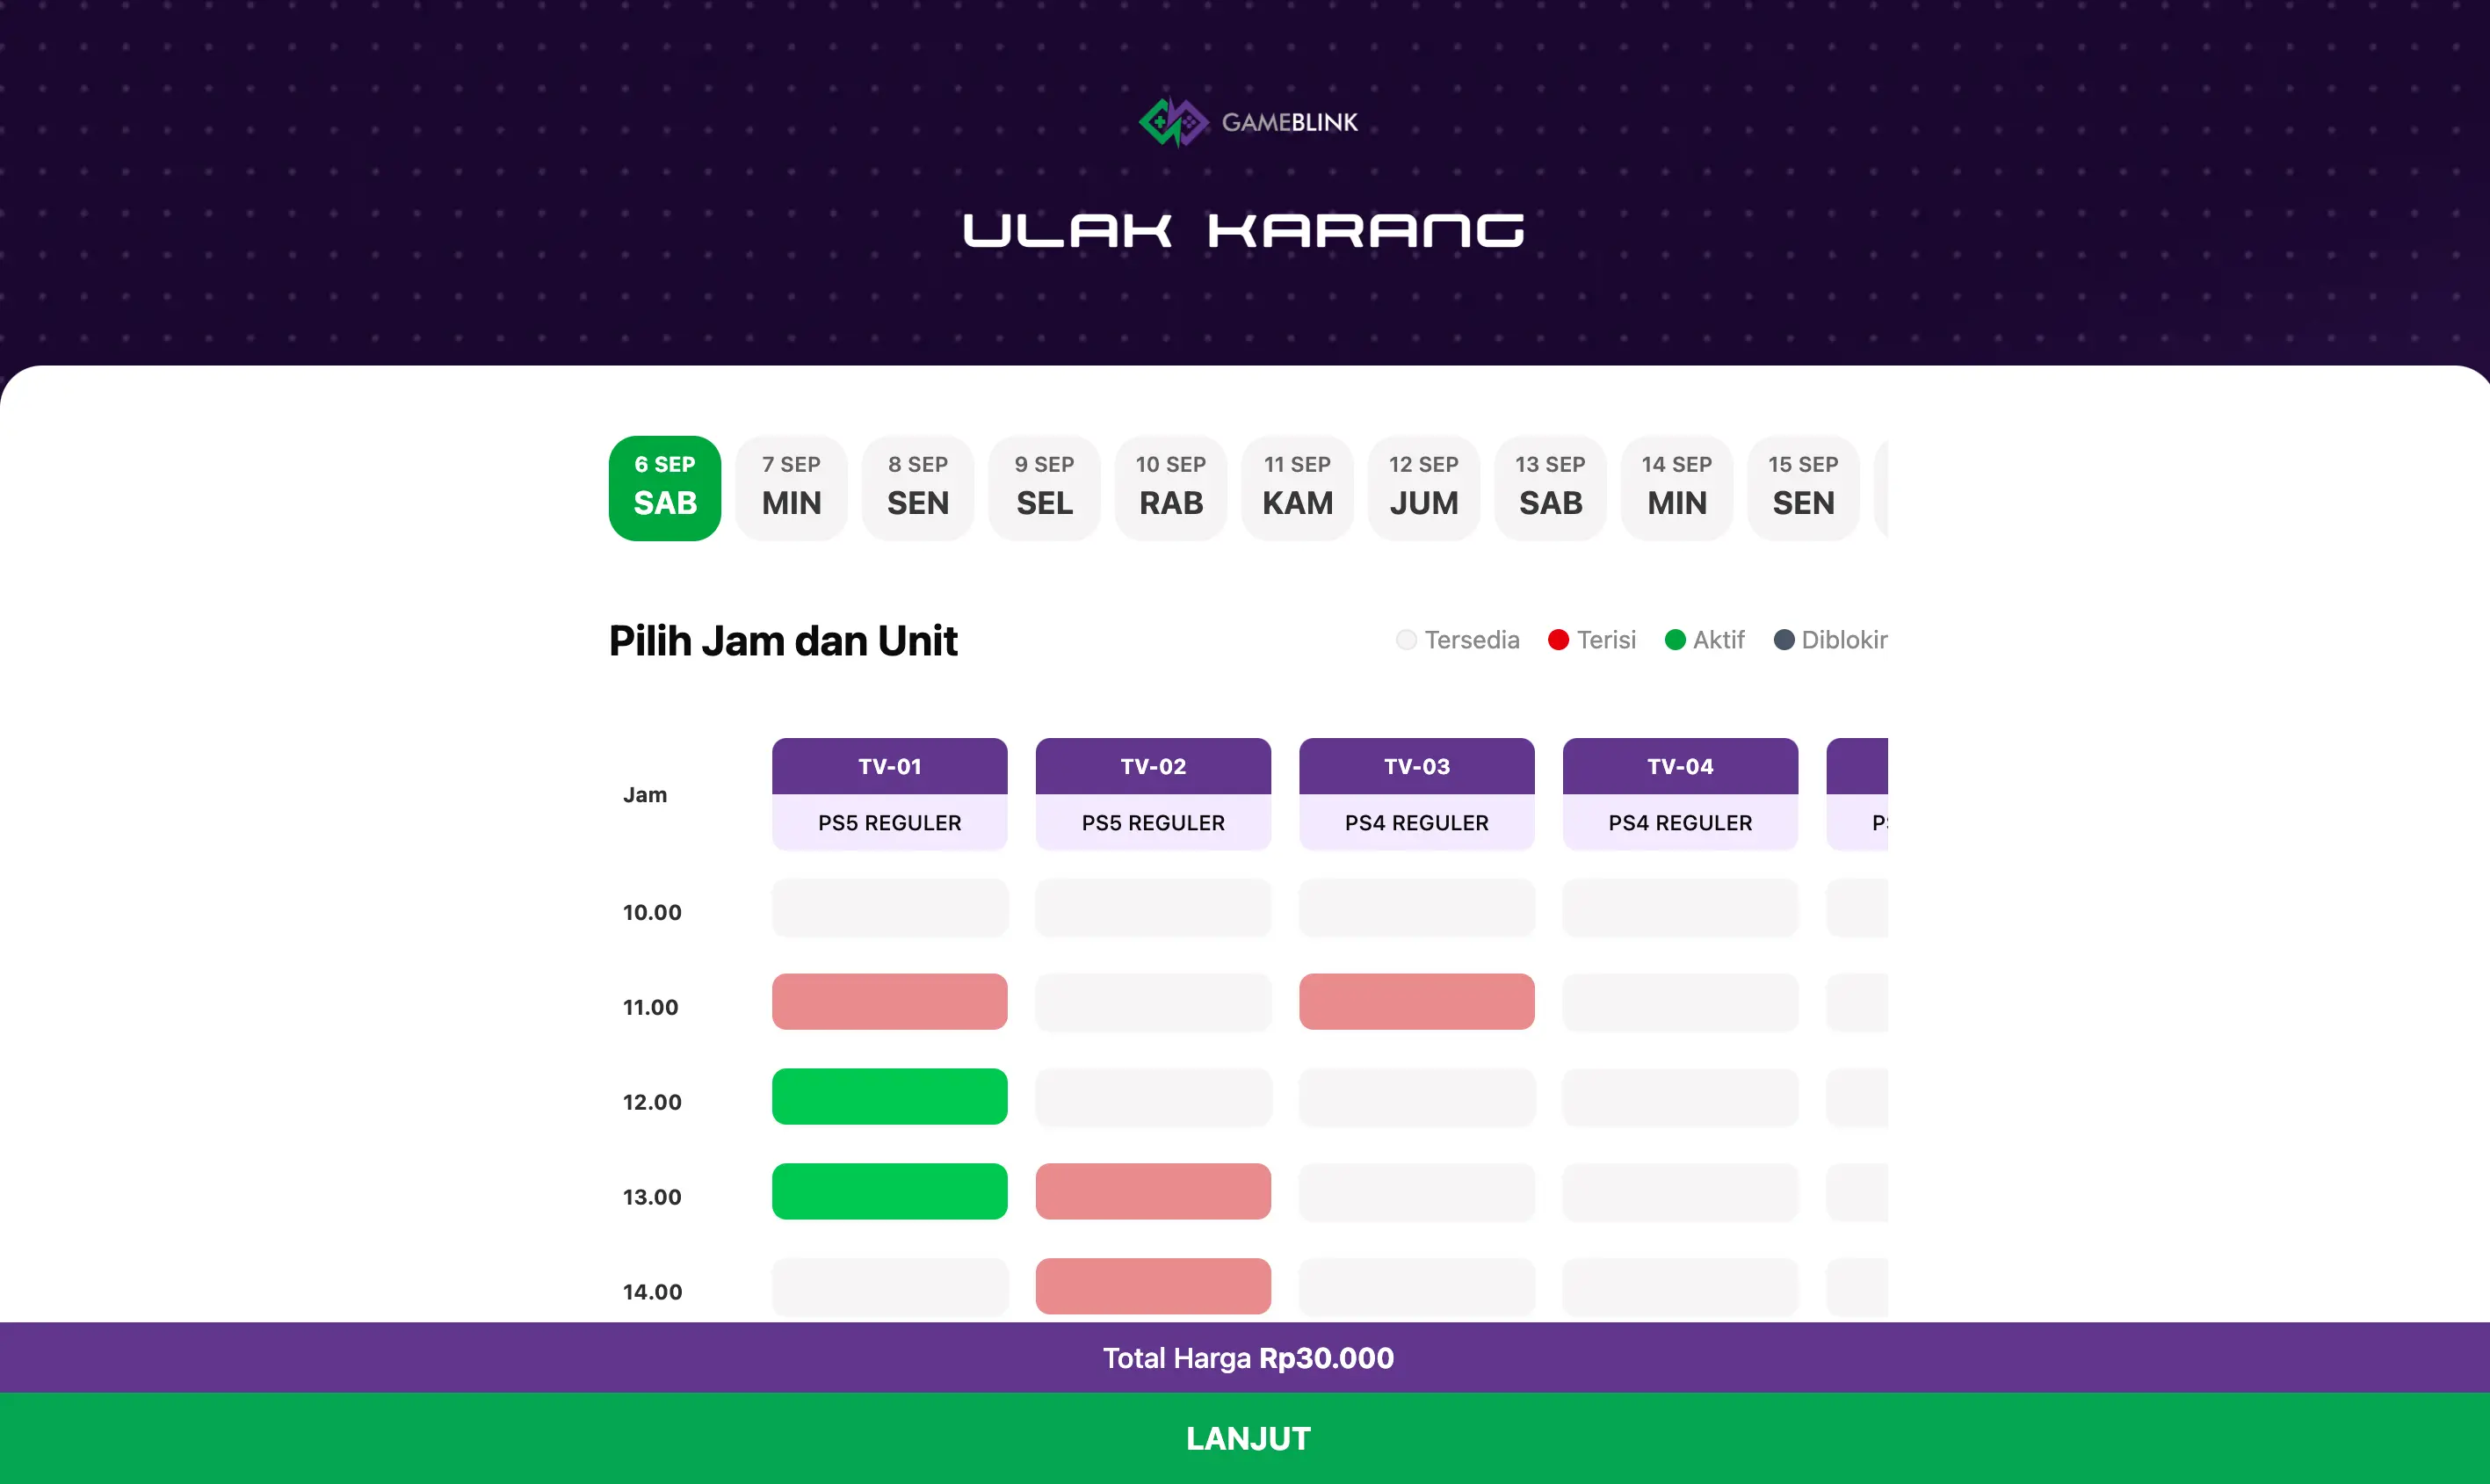 GAMEBLINK
ULAK KARANG
6 SEP 7 SEP 8 SEP 9 SEP 10 SEP 11 SEP 12 SEP 13 SEP 14 SEP 15 SEP
SAB MIN SEN SEL RAB KAM JUM SAB MIN SEN
Pilih Jam dan Unit Tersedia Terisi Aktif Diblokir
TV-01 TV-02 TV-03 TV-04
Jam
PS5 REGULER PS5 REGULER PS4 REGULER PS4 REGULER
10.00
11.00
12.00
13.00
14.00
Total Harga Rp30.000
LANJUT